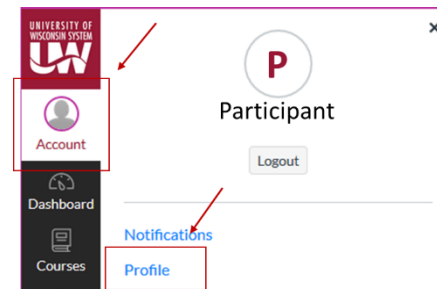 UNIVERSITY OF
WISCONSIN SYSTEM
UW
Account
Dashboard
Courses
×
P
Participant
Logout
Notifications
Profile